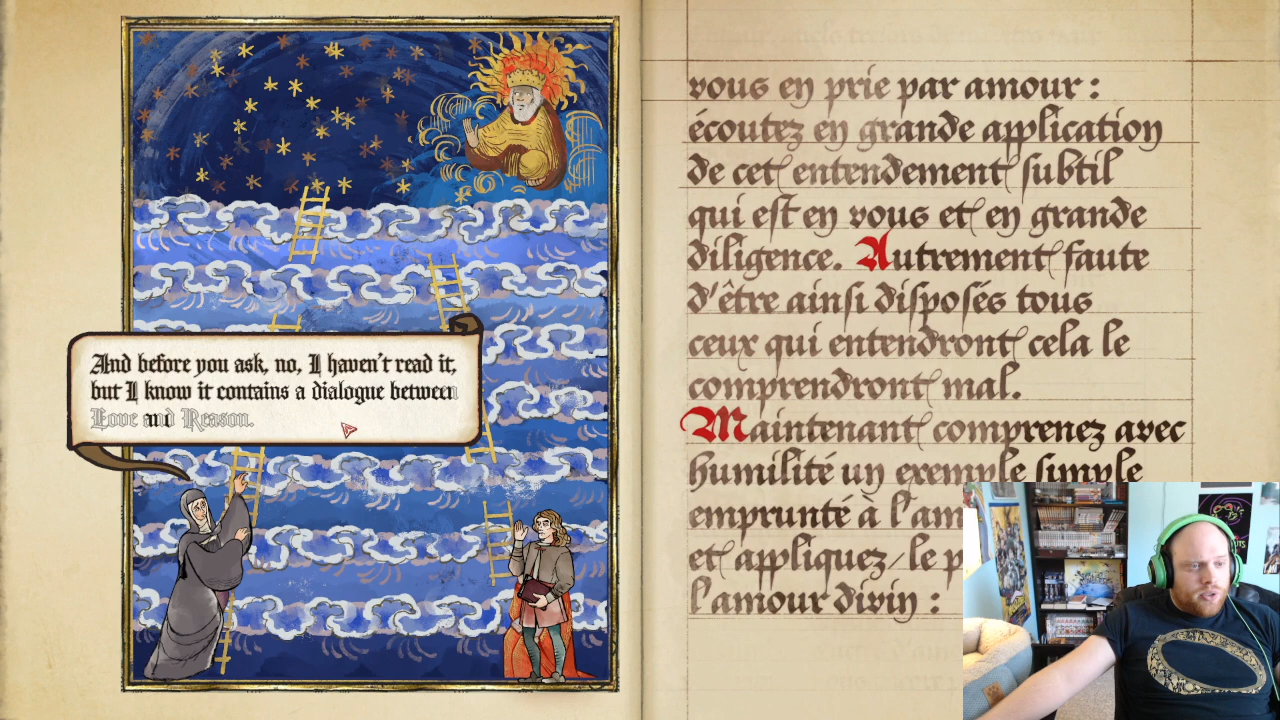 And before you ask, no, I haven't read it,
but I know it contains a dialogue between
Love and Reason.
vous en prie par amour :
écoutez en grande application
de cet entendement subtil
qui est en vous et en grande
diligence. Autrement faute
d'être ainsi disposés tous
ceux qui entendront cela le
comprendront mal.
Maintenant comprenez avec
humilité un exemple simple
emprunté à l'am
et appliquez-le p
l'amour divin :